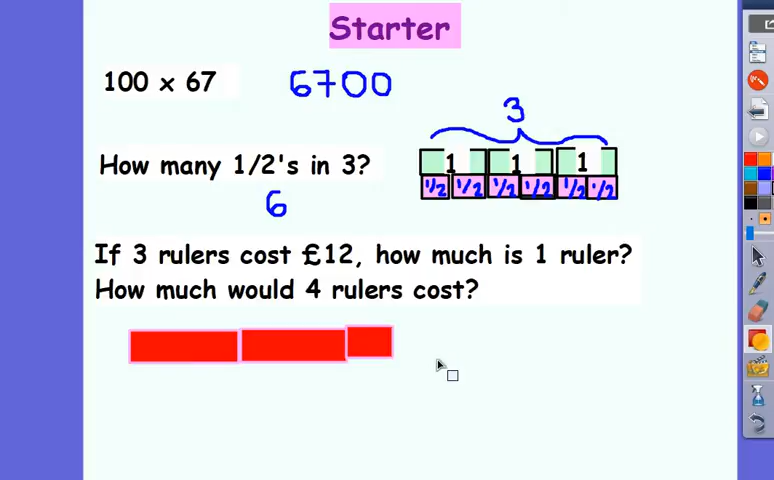 Starter
100 x 67 6700
3
How many 1/2's in 3? 1 1 1
1/2 1/2 1/2 1/2 1/2 1/2
6
If 3 rulers cost £12, how much is 1 ruler?
How much would 4 rulers cost?